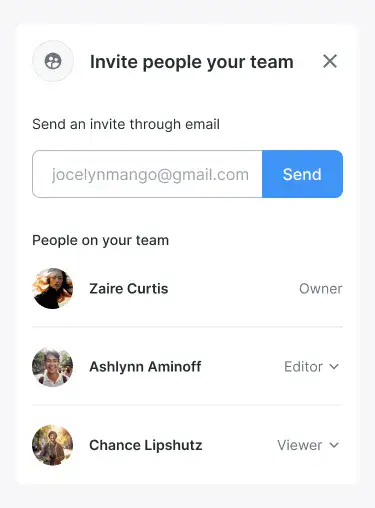 Invite people your team
Send an invite through email
jocelynmango@gmail.com Send
People on your team
Zaire Curtis Owner
Ashlynn Aminoff Editor
Chance Lipshutz Viewer